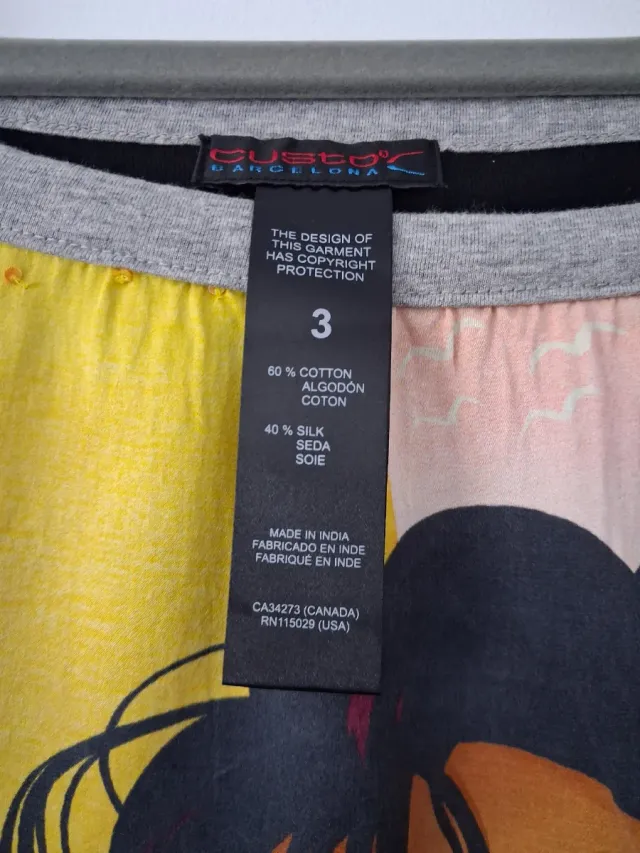 custo
BARCELONA
THE DESIGN OF
THIS GARMENT
HAS COPYRIGHT
PROTECTION
3
60 % COTTON
ALGODÓN
COTON
40 % SILK
SEDA
SOIE
MADE IN INDIA
FABRICADO EN INDE
FABRIQUÉ EN INDE
CA34273 (CANADA)
RN115029 (USA)